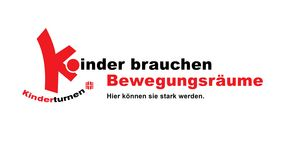 Kinder brauchen
Bewegungsräume
Kinderturnen
Hier können sie stark werden.